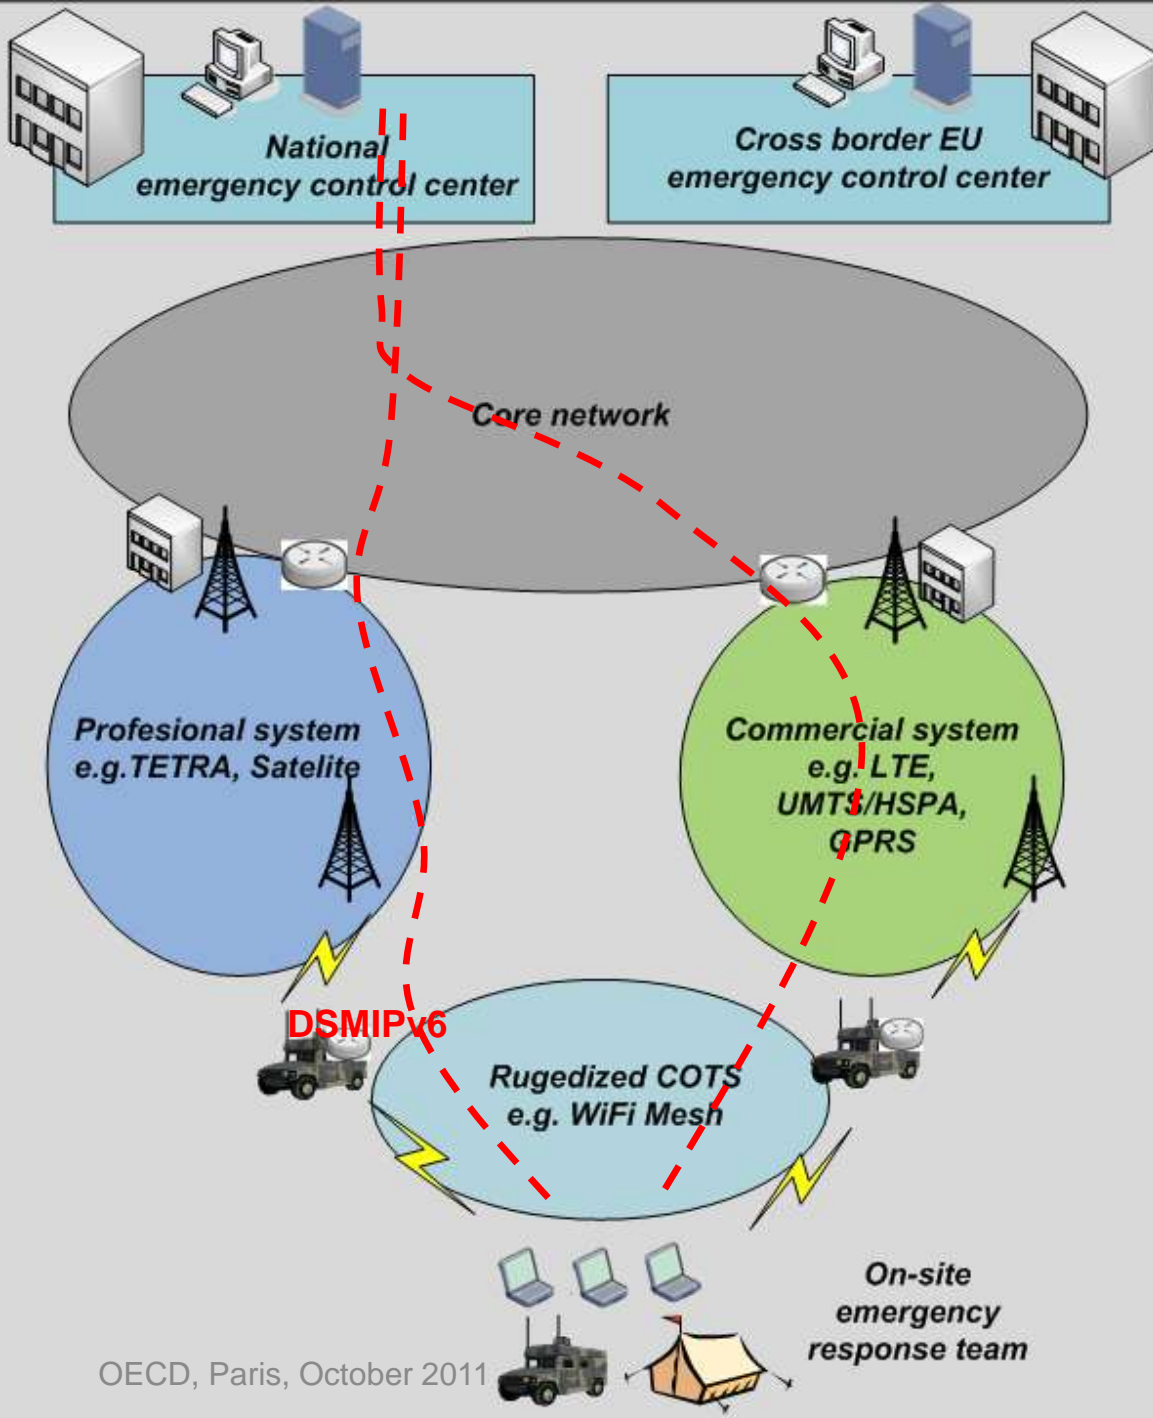 National
emergency control center
Cross border EU
emergency control center
Core network
Profesional system
e.g.TETRA, Satelite
Commercial system
e.g. LTE,
UMTS/HSPA,
GPRS
DSMIPv6
Rugedized COTS
e.g. WiFi Mesh
On-site
emergency
response team
OECD, Paris, October 2011